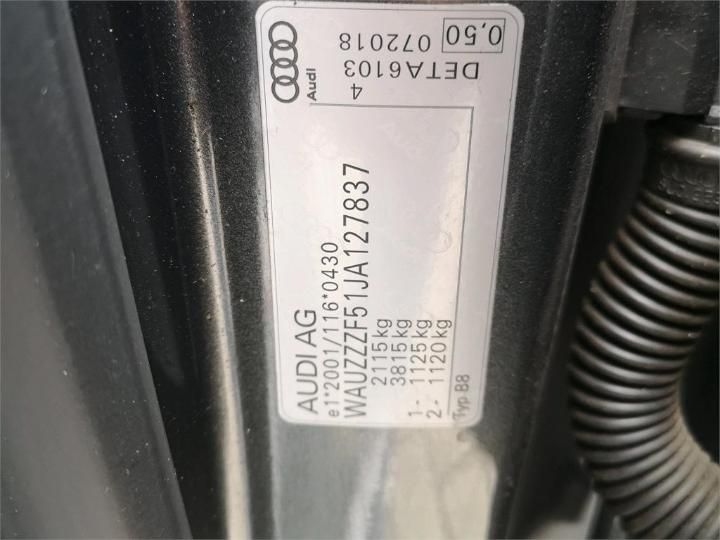 AUDI AG
e1*2001/116*0430
WAUZZZF51JA127837
2115kg
3815kg
1- 1125kg
2- 1120kg
Typ B8
Audi
DETA6103
4
072018
0,50